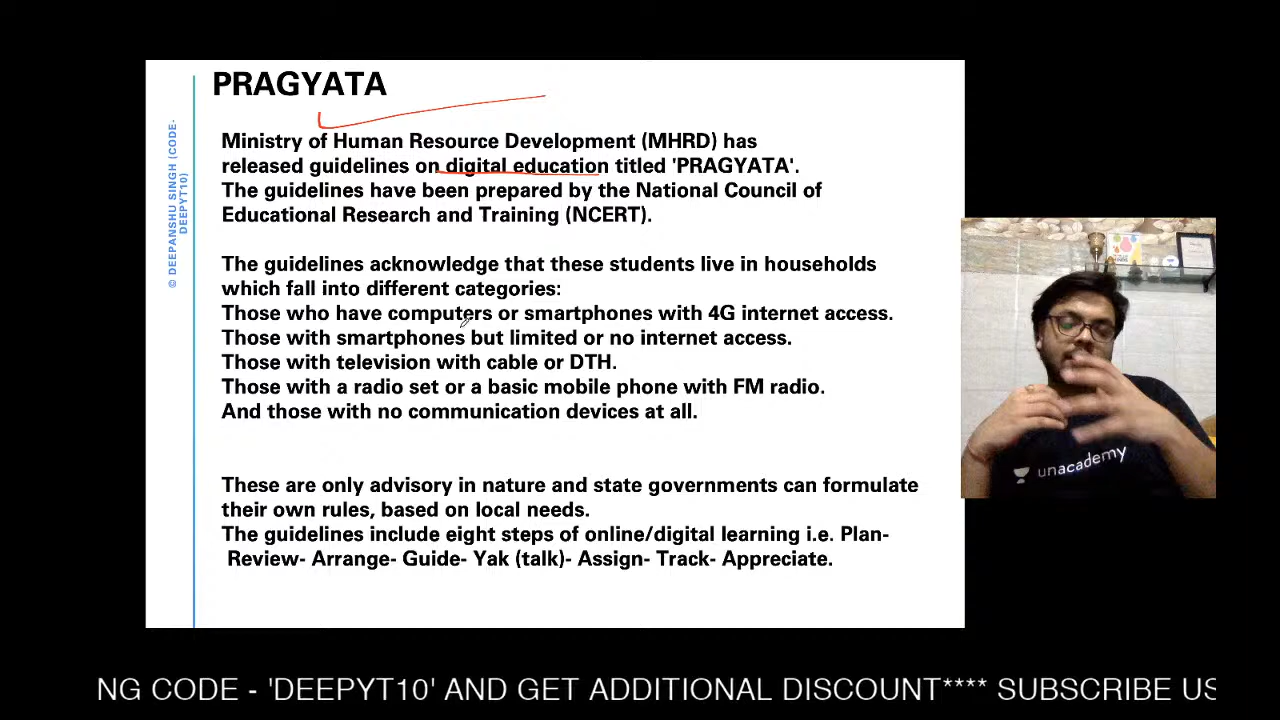 PRAGYATA
© DEEPANSHU SINGH (CODE-
DEEPYT10)
Ministry of Human Resource Development (MHRD) has
released guidelines on digital education titled 'PRAGYATA'.
The guidelines have been prepared by the National Council of
Educational Research and Training (NCERT).
The guidelines acknowledge that these students live in households
which fall into different categories:
Those who have computers or smartphones with 4G internet access.
Those with smartphones but limited or no internet access.
Those with television with cable or DTH.
Those with a radio set or a basic mobile phone with FM radio.
And those with no communication devices at all.
These are only advisory in nature and state governments can formulate
their own rules, based on local needs.
The guidelines include eight steps of online/digital learning i.e. Plan-
Review- Arrange- Guide- Yak (talk)- Assign- Track- Appreciate.
unacademy
NG CODE - 'DEEPYT10' AND GET ADDITIONAL DISCOUNT**** SUBSCRIBE US